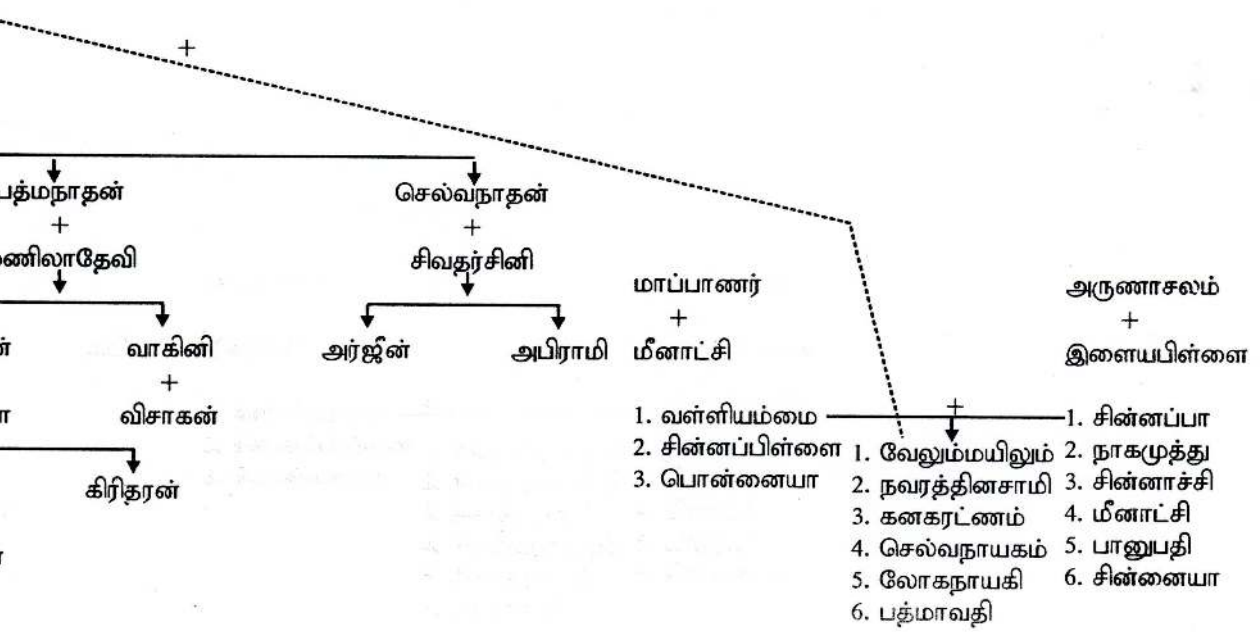 +
பத்மநாதன்
+
செல்வநாதன்
+
சிவதர்சினி
வாகினி
+
விசாகன்
கிரிதரன்
அர்ஜீன்
அபிராமி
மாப்பாணர்
+
மீனாட்சி
1. வள்ளியம்மை
2. சின்னப்பிள்ளை
3. பொன்னையா
+
1. வேலும்மயிலும்
2. நவரத்தினசாமி
3. கனகரட்ணம்
4. செல்வநாயகம்
5. லோகநாயகி
6. பத்மாவதி
அருணாசலம்
+
இளையபிள்ளை
1. சின்னப்பா
2. நாகமுத்து
3. சின்னாச்சி
4. மீனாட்சி
5. பானுபதி
6. சின்னையா